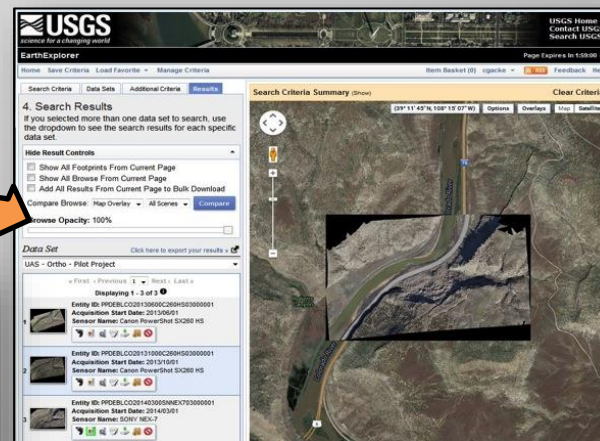 USGS
science for a changing world
USGS Home
Contact USGS
Search USGS
EarthExplorer
Page Expires In 1:59:00
Home Save Criteria Load Favorite Manage Criteria
Item Basket (0) cgacke RSS Feedback He
Search Criteria Data Sets Additional Criteria Results
4. Search Results
If you selected more than one data set to search, use
the dropdown to see the search results for each specific
data set.
Hide Result Controls
Show All Footprints From Current Page
Show All Browse From Current Page
Add All Results From Current Page to Bulk Download
Compare Browse: Map Overlay All Scenes Compare
Browse Opacity: 100%
Data Set Click here to export your results »
UAS - Ortho - Pilot Project
« First ‹ Previous 1 Next › Last »
Displaying 1 - 3 of 3
1
Entity ID: PPDEBLCO20130600C260HS03000001
Acquisition Start Date: 2013/06/01
Sensor Name: Canon PowerShot SX260 HS
2
Entity ID: PPDEBLCO20131000C260HS03000001
Acquisition Start Date: 2013/10/01
Sensor Name: Canon PowerShot SX260 HS
3
Entity ID: PPDEBLCO20140300SNNEX703000001
Acquisition Start Date: 2014/03/01
Sensor Name: SONY NEX-7
Search Criteria Summary (Show)
Clear Criteria
(39° 11' 45" N, 108° 15' 07" W) Options Overlays Map Satellite
Colorado River